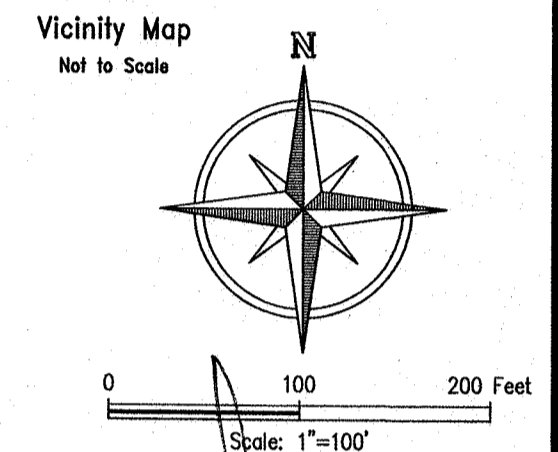 Vicinity Map
Not to Scale
N
0 100 200 Feet
Scale: 1"=100'